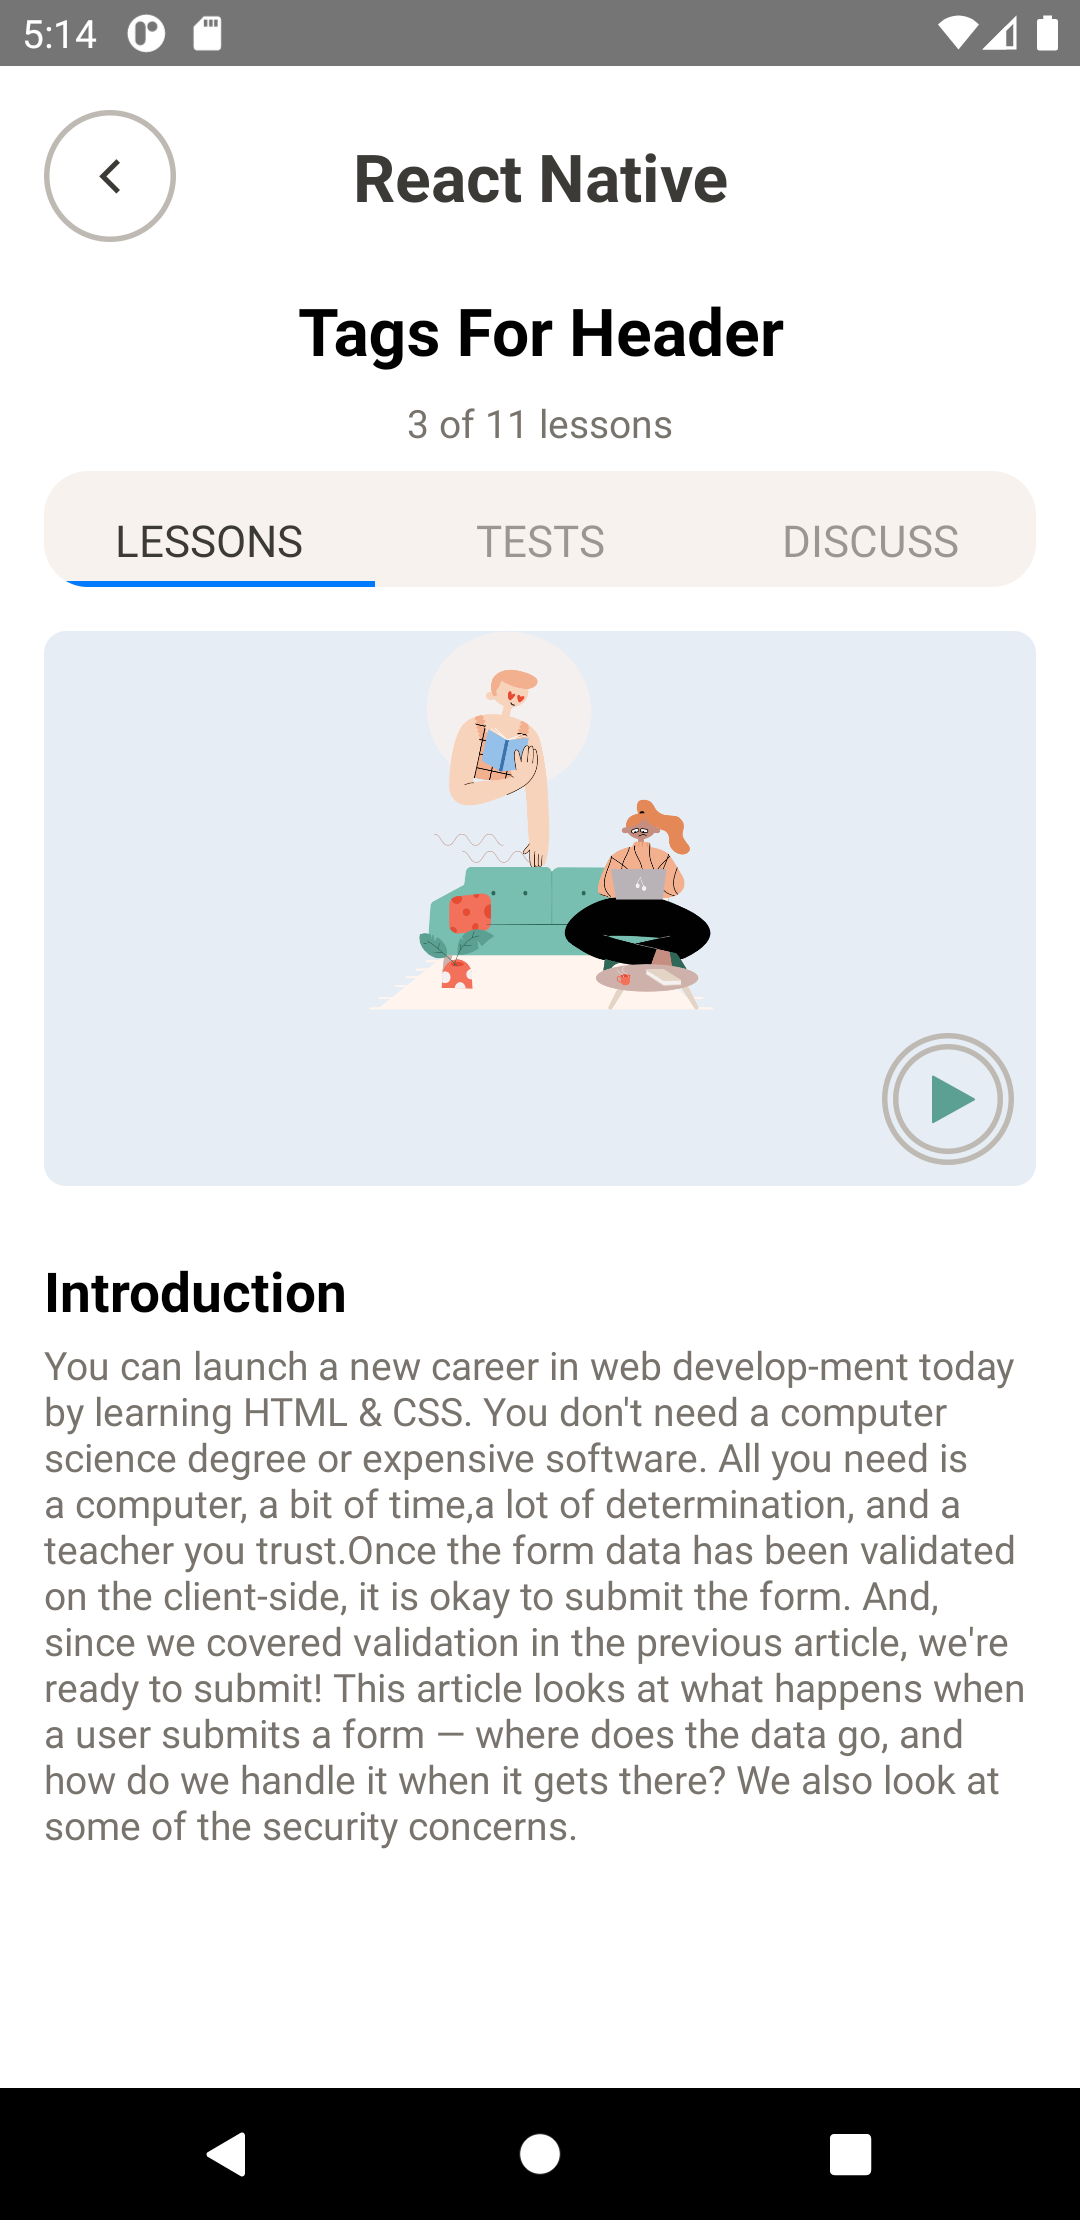 5:14
React Native
Tags For Header
3 of 11 lessons
LESSONS TESTS DISCUSS
Introduction
You can launch a new career in web develop-ment today
by learning HTML & CSS. You don't need a computer
science degree or expensive software. All you need is
a computer, a bit of time,a lot of determination, and a
teacher you trust.Once the form data has been validated
on the client-side, it is okay to submit the form. And,
since we covered validation in the previous article, we're
ready to submit! This article looks at what happens when
a user submits a form — where does the data go, and
how do we handle it when it gets there? We also look at
some of the security concerns.